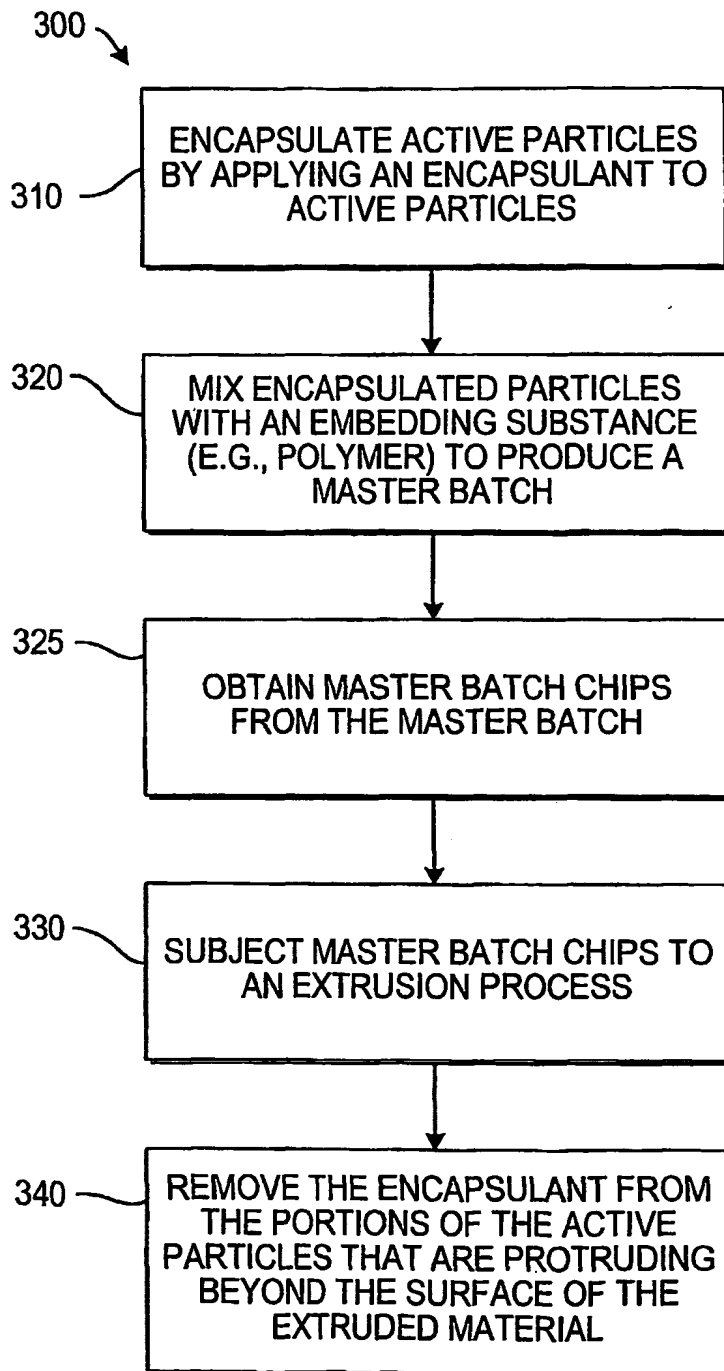 300
310
ENCAPSULATE ACTIVE PARTICLES
BY APPLYING AN ENCAPSULANT TO
ACTIVE PARTICLES
320
MIX ENCAPSULATED PARTICLES
WITH AN EMBEDDING SUBSTANCE
(E.G., POLYMER) TO PRODUCE A
MASTER BATCH
325
OBTAIN MASTER BATCH CHIPS
FROM THE MASTER BATCH
330
SUBJECT MASTER BATCH CHIPS TO
AN EXTRUSION PROCESS
340
REMOVE THE ENCAPSULANT FROM
THE PORTIONS OF THE ACTIVE
PARTICLES THAT ARE PROTRUDING
BEYOND THE SURFACE OF THE
EXTRUDED MATERIAL